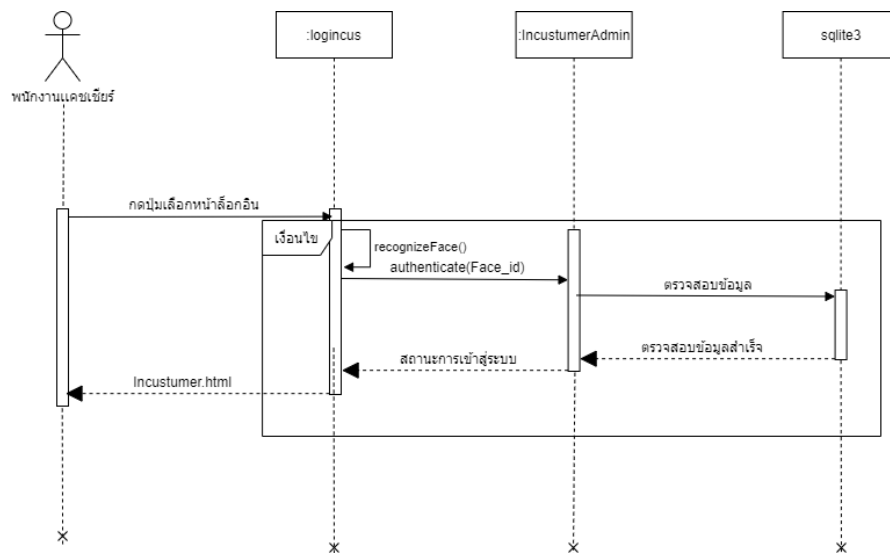 :logincus
:IncustumerAdmin
sqlite3
พนักงานแคชเชียร์
กดปุ่มเลือกหน้าล็อกอิน
เงื่อนไข
recognizeFace()
authenticate(Face_id)
ตรวจสอบข้อมูล
ตรวจสอบข้อมูลสำเร็จ
สถานะการเข้าสู่ระบบ
Incustumer.html